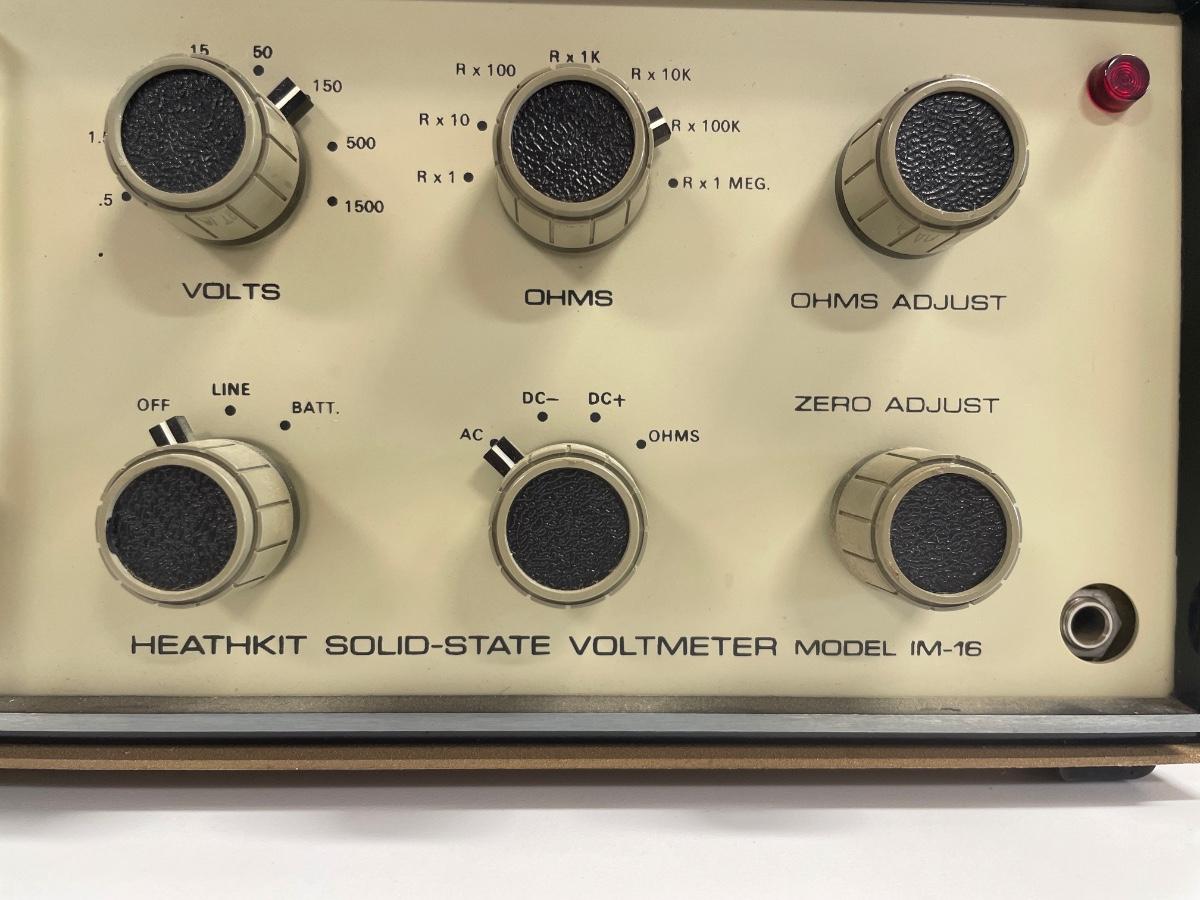 15 50 150
1.
.5
500
1500
VOLTS
R x 1K
R x 100 R x 10K
R x 10 R x 100K
R x 1 R x 1 MEG.
OHMS
OHMS ADJUST
OFF LINE BATT.
AC DC− DC+ OHMS
ZERO ADJUST
HEATHKIT SOLID-STATE VOLTMETER MODEL IM-16